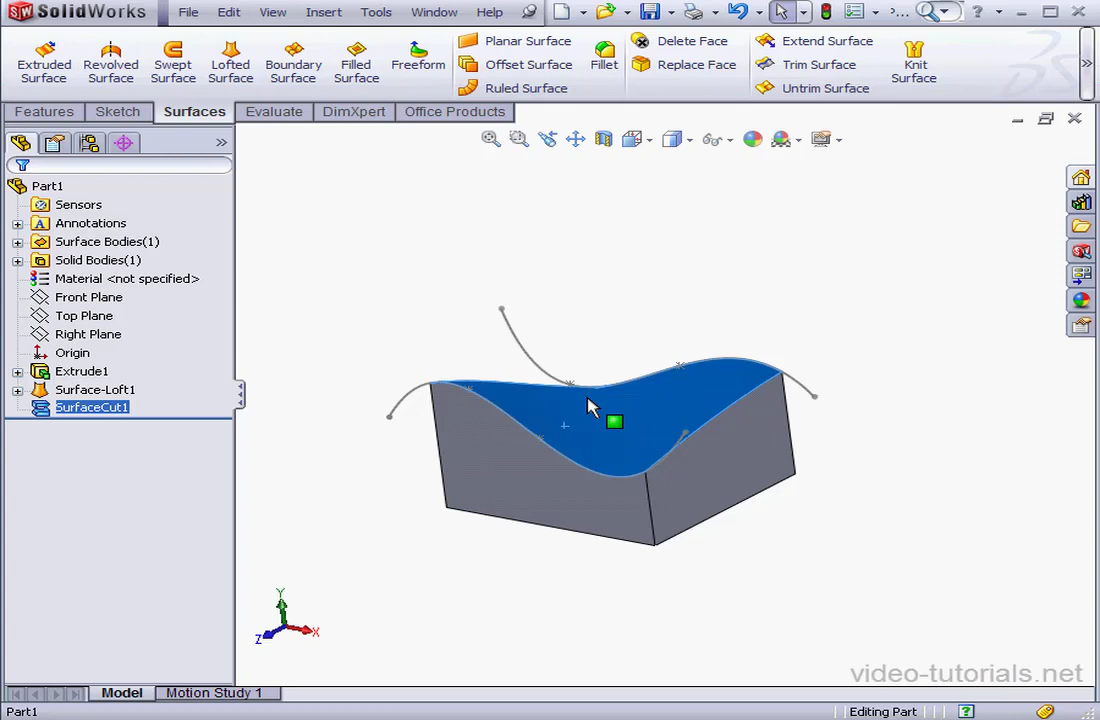 SolidWorks File Edit View Insert Tools Window Help
Extruded Surface
Revolved Surface
Swept Surface
Lofted Surface
Boundary Surface
Filled Surface
Freeform
Planar Surface
Offset Surface
Ruled Surface
Fillet
Delete Face
Replace Face
Extend Surface
Trim Surface
Untrim Surface
Knit Surface
Features Sketch Surfaces Evaluate DimXpert Office Products
Part1
Sensors
Annotations
Surface Bodies(1)
Solid Bodies(1)
Material <not specified>
Front Plane
Top Plane
Right Plane
Origin
Extrude1
Surface-Loft1
SurfaceCut1
Y
Z
X
video-tutorials.net
Model Motion Study 1
Part1 Editing Part